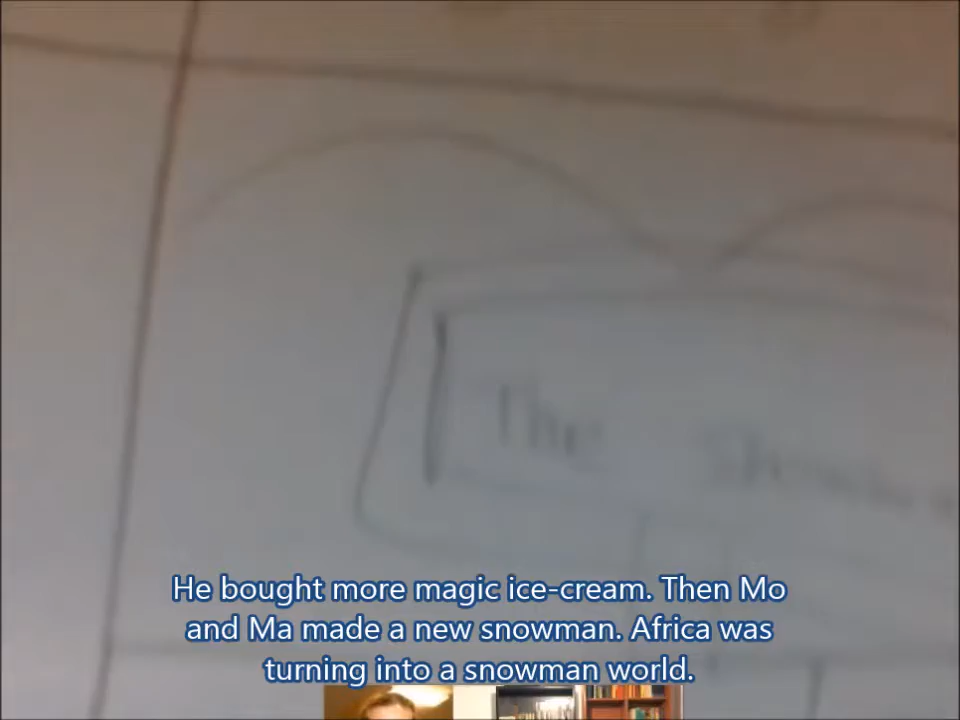 The Snow
He bought more magic ice-cream. Then Mo
and Ma made a new snowman. Africa was
turning into a snowman world.